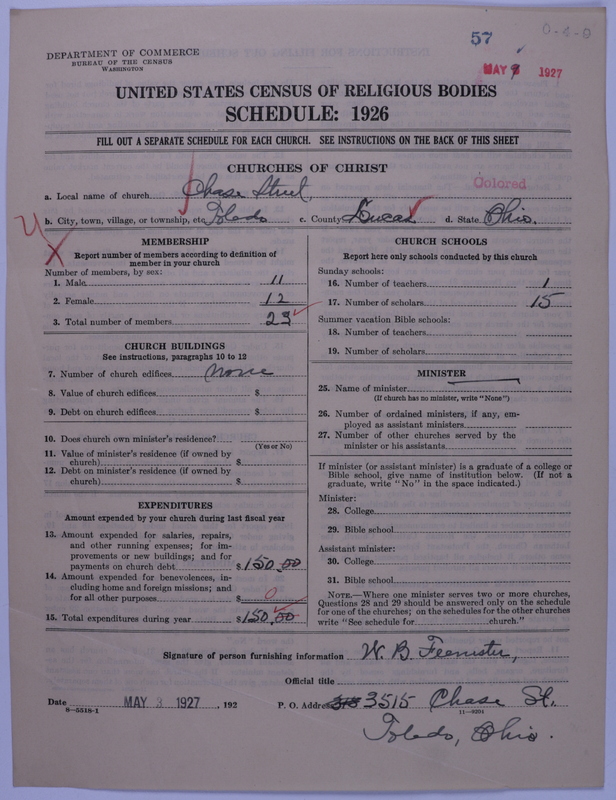 57
C-4-9
DEPARTMENT OF COMMERCE
BUREAU OF THE CENSUS
WASHINGTON
MAY 9 1927
UNITED STATES CENSUS OF RELIGIOUS BODIES
SCHEDULE: 1926
FILL OUT A SEPARATE SCHEDULE FOR EACH CHURCH. SEE INSTRUCTIONS ON THE BACK OF THIS SHEET
CHURCHES OF CHRIST
Colored
a. Local name of church Chase Street
b. City, town, village, or township, etc. Toledo c. County Lucas d. State Ohio.
MEMBERSHIP
Report number of members according to definition of
member in your church
Number of members, by sex:
1. Male 11
2. Female 12
3. Total number of members 23
CHURCH BUILDINGS
See instructions, paragraphs 10 to 12
7. Number of church edifices none
8. Value of church edifices $
9. Debt on church edifices $
10. Does church own minister's residence?
(Yes or No)
11. Value of minister's residence (if owned by
church) $
12. Debt on minister's residence (if owned by
church) $
EXPENDITURES
Amount expended by your church during last fiscal year
13. Amount expended for salaries, repairs,
and other running expenses; for im-
provements or new buildings; and for
payments on church debt $150.00
14. Amount expended for benevolences, in-
cluding home and foreign missions; and
for all other purposes $ 0
15. Total expenditures during year $150.00
CHURCH SCHOOLS
Report here only schools conducted by this church
Sunday schools:
16. Number of teachers 1
17. Number of scholars 15
Summer vacation Bible schools:
18. Number of teachers
19. Number of scholars
MINISTER
25. Name of minister
(If church has no minister, write "None")
26. Number of ordained ministers, if any, em-
ployed as assistant ministers
27. Number of other churches served by the
minister or his assistants
If minister (or assistant minister) is a graduate of a college or
Bible school, give name of institution below. (If not a
graduate, write "No" in the space indicated.)
Minister:
28. College
29. Bible school
Assistant minister:
30. College
31. Bible school
NOTE.—Where one minister serves two or more churches,
Questions 28 and 29 should be answered only on the schedule
for one of the churches; on the schedules for the other churches
write "See schedule for church."
Signature of person furnishing information W. B. Feemster,
Official title
Date MAY 3 1927, 192 P. O. Address 3515 Chase St.
8-5318-1 11-9204
Toledo, Ohio.